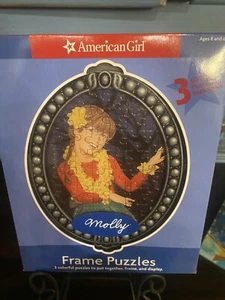 American Girl
Ages 8 and
3
Molly
Frame Puzzles
3 colorful puzzles to put together, frame, and display.